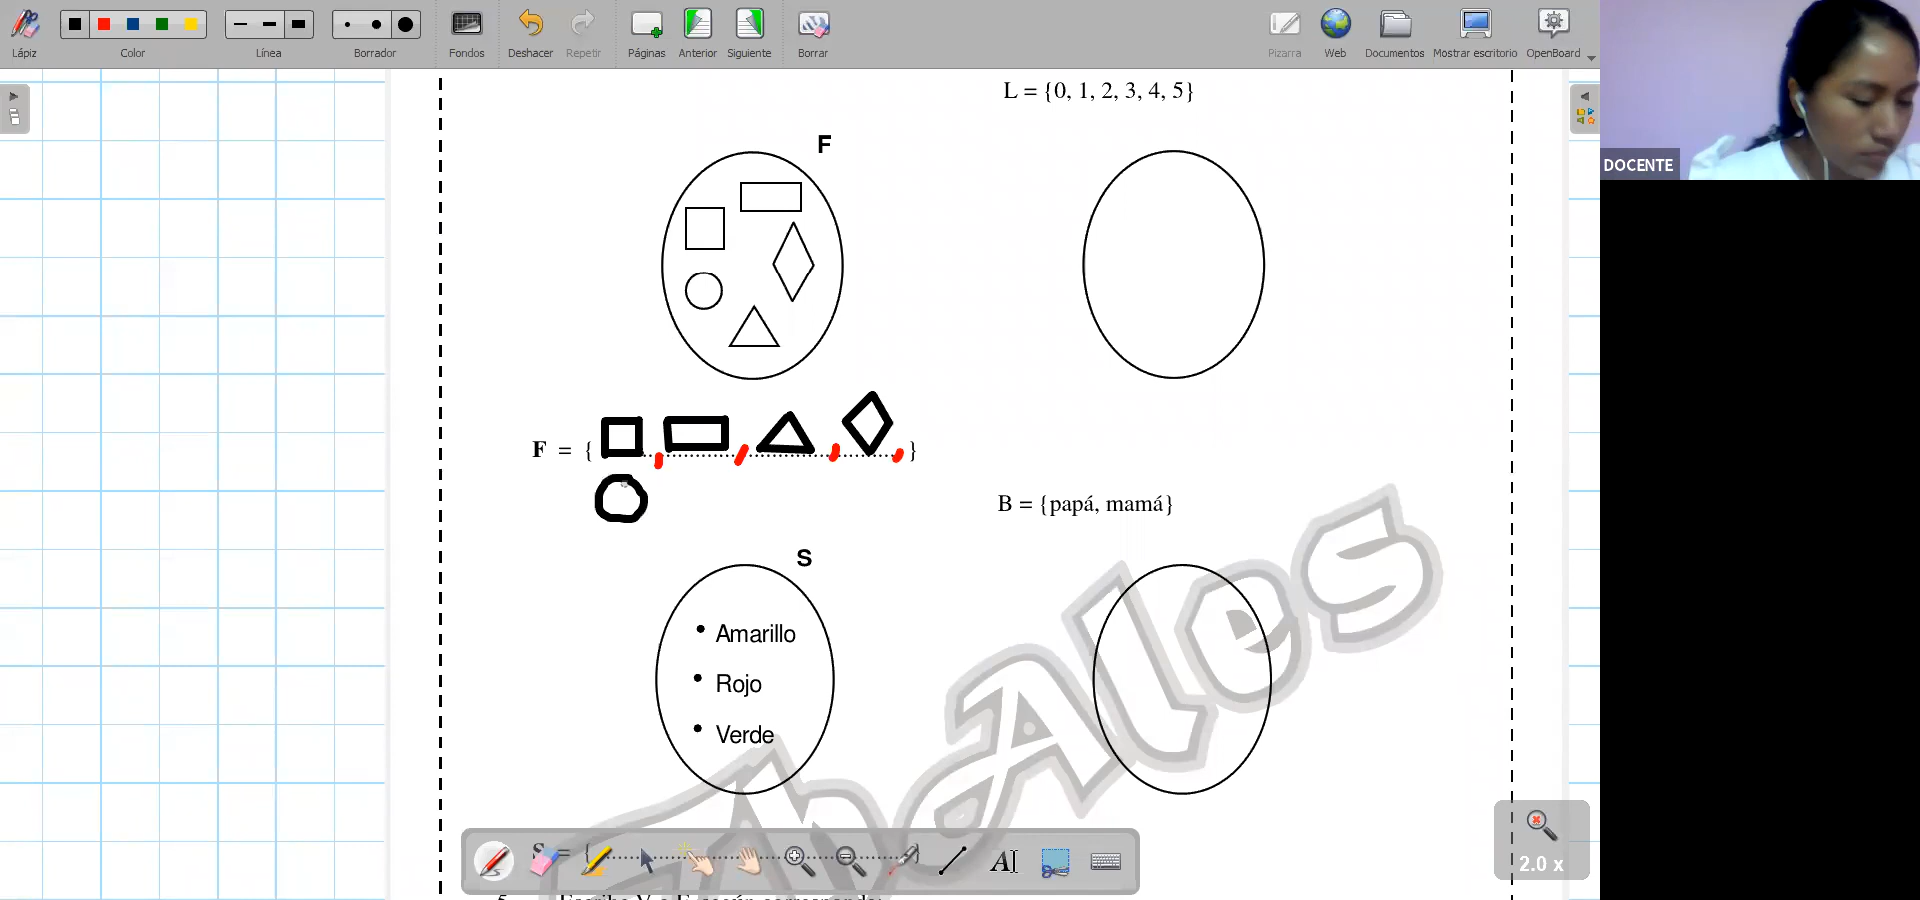 Lápiz
Color
Línea
Borrador
Fondos
Deshacer
Repetir
Páginas
Anterior
Siguiente
Borrar
Pizarra
Web
Documentos
Mostrar escritorio
OpenBoard
DOCENTE
L = {0, 1, 2, 3, 4, 5}
F
F = { , , , , }
B = {papá, mamá}
S
• Amarillo
• Rojo
• Verde
Thales
S = {..............}
A
2.0 x